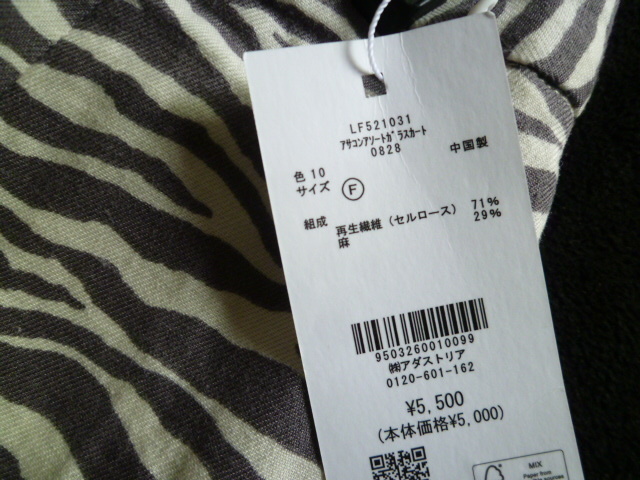 LF521031
ｱｻｺﾝｱｿｰﾄｶﾞﾗｽｶｰﾄ
0828 中国製
色 10
サイズ Ⓕ
組成 再生繊維（セルロース） 71%
麻 29%
9503260010099
㈱アダストリア
0120-601-162
¥5,500
(本体価格¥5,000)
MIX
Paper from